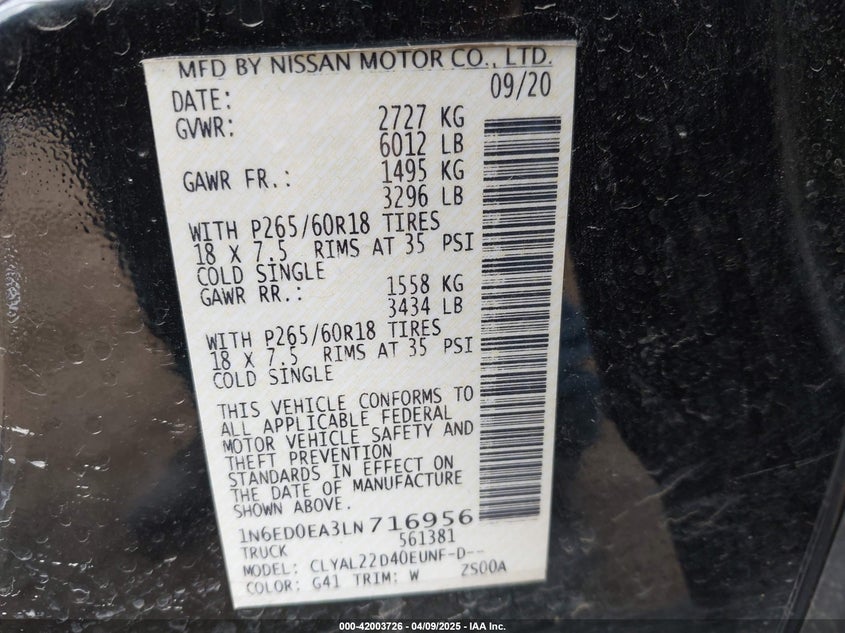 MFD BY NISSAN MOTOR CO., LTD.
DATE: 09/20
GVWR: 2727 KG
6012 LB
GAWR FR.: 1495 KG
3296 LB
WITH P265/60R18 TIRES
18 X 7.5 RIMS AT 35 PSI
COLD SINGLE
GAWR RR.: 1558 KG
3434 LB
WITH P265/60R18 TIRES
18 X 7.5 RIMS AT 35 PSI
COLD SINGLE
THIS VEHICLE CONFORMS TO
ALL APPLICABLE FEDERAL
MOTOR VEHICLE SAFETY AND
THEFT PREVENTION
STANDARDS IN EFFECT ON
THE DATE OF MANUFACTURE
SHOWN ABOVE.
1N6ED0EA3LN716956
TRUCK 561381
MODEL: CLYAL22D40EUNF-D--
COLOR: G41 TRIM: W ZS00A
000-42003726 - 04/09/2025 - IAA Inc.